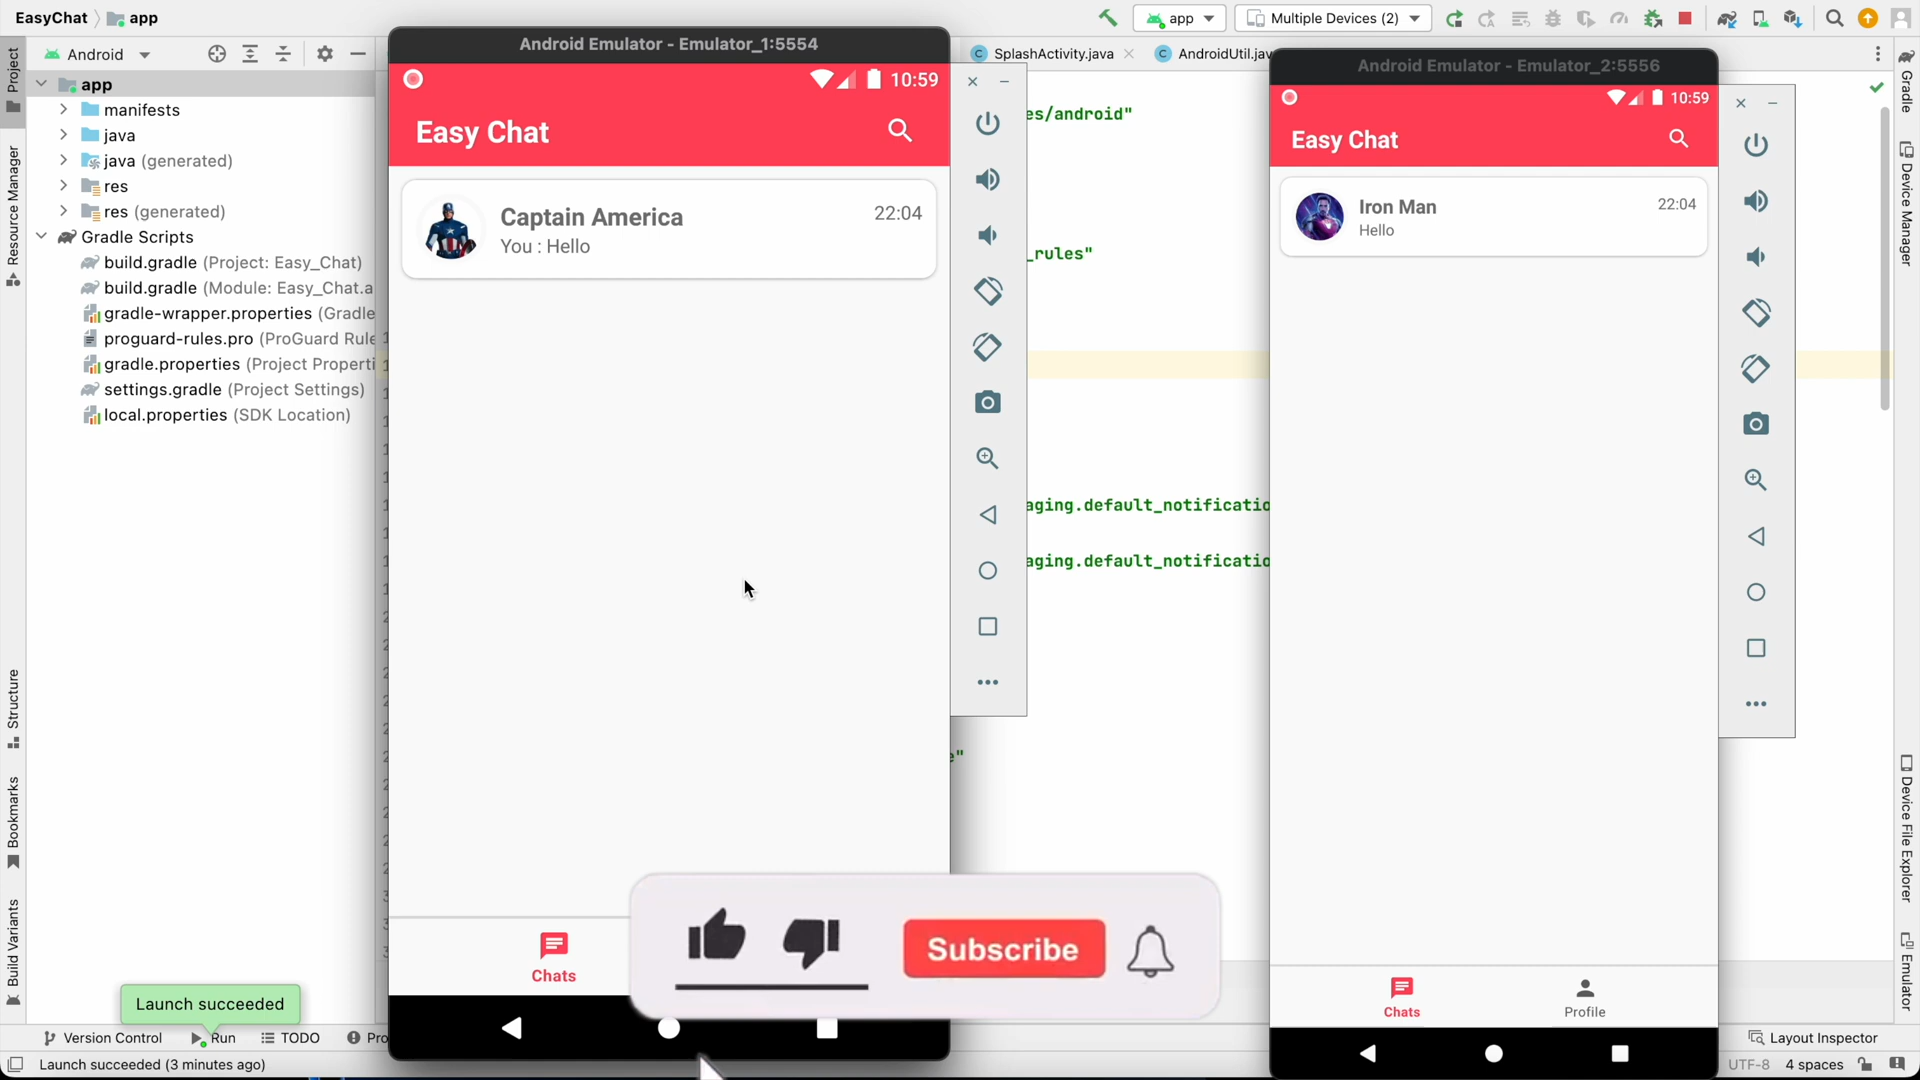 EasyChat
app
app
Multiple Devices (2)
Android
SplashActivity.java
AndroidUtil.jav
Project
Resource Manager
Structure
Bookmarks
Build Variants
app
manifests
java
java (generated)
res
res (generated)
Gradle Scripts
build.gradle (Project: Easy_Chat)
build.gradle (Module: Easy_Chat.a
gradle-wrapper.properties (Gradle
proguard-rules.pro (ProGuard Rule
gradle.properties (Project Properti
settings.gradle (Project Settings)
local.properties (SDK Location)
Android Emulator - Emulator_1:5554
10:59
Easy Chat
Captain America
22:04
You : Hello
Chats
es/android"
_rules"
aging.default_notificatio
aging.default_notificatio
e"
Android Emulator - Emulator_2:5556
10:59
Easy Chat
Iron Man
22:04
Hello
Chats
Profile
Subscribe
Gradle
Device Manager
Device File Explorer
Emulator
Launch succeeded
Version Control
Run
TODO
Pro
Layout Inspector
Launch succeeded (3 minutes ago)
UTF-8
4 spaces